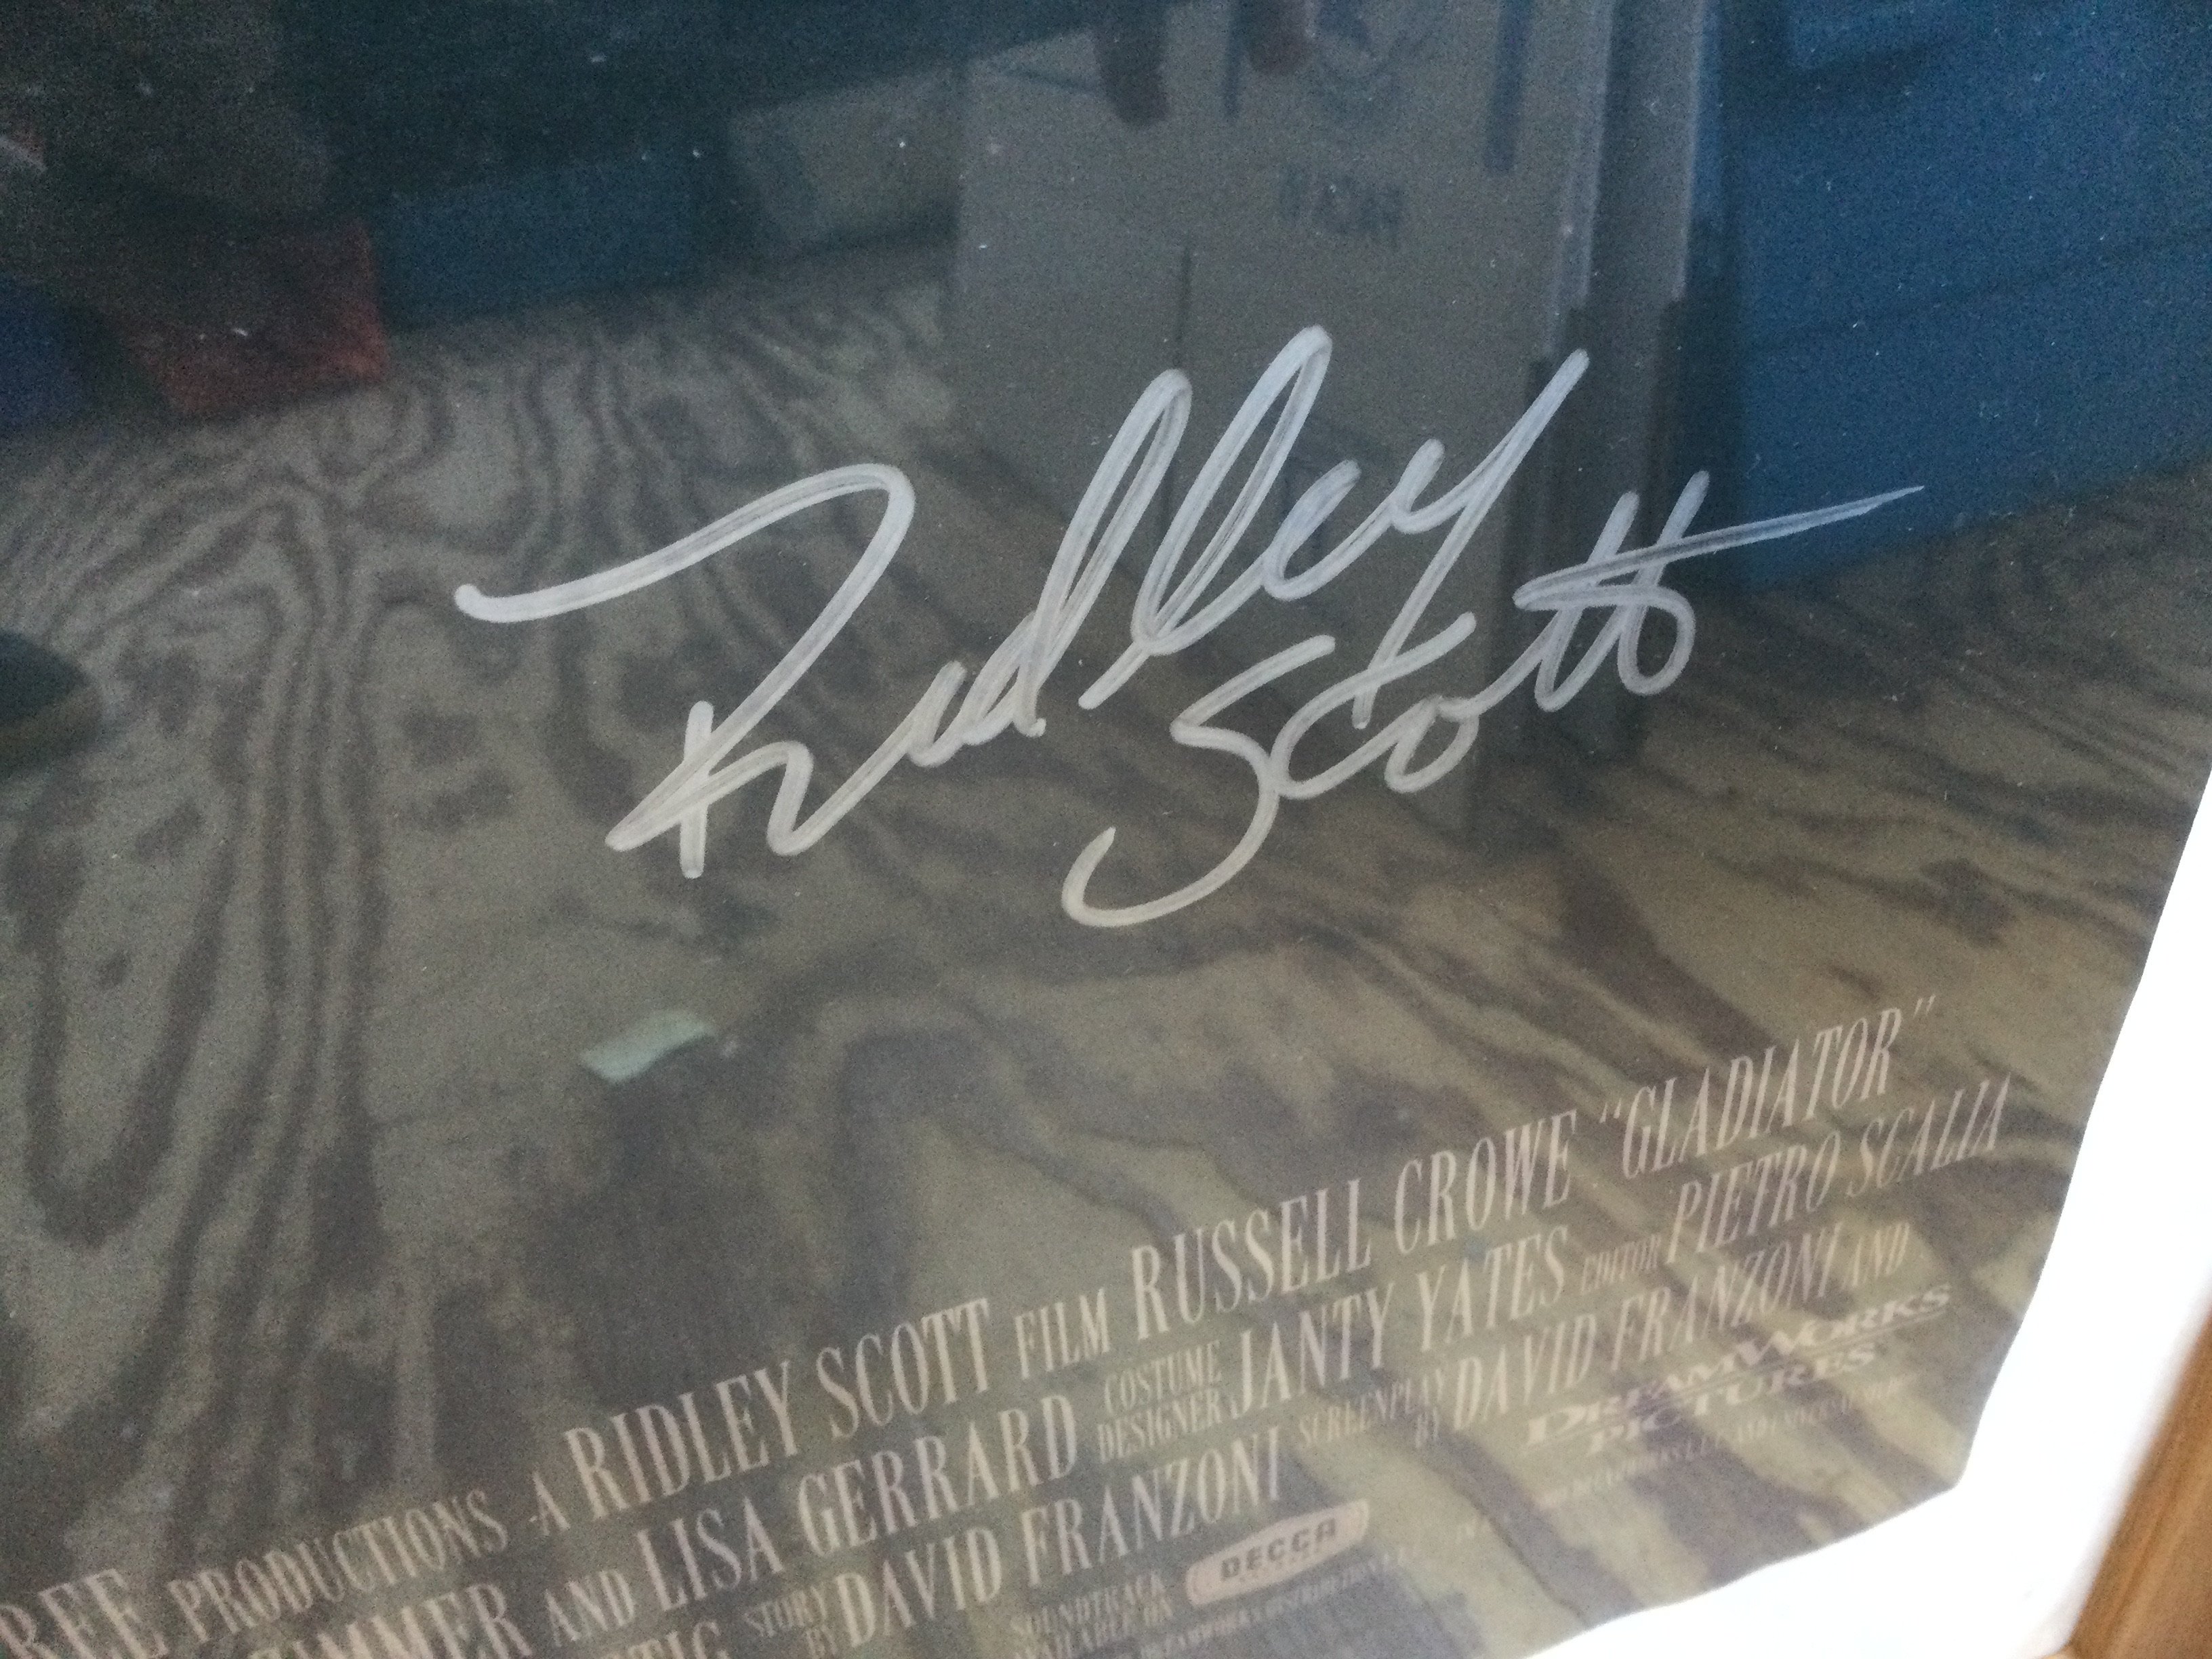 Ridley
Scott
PRODUCTIONS A RIDLEY SCOTT FILM RUSSELL CROWE "GLADIATOR"
AND LISA GERRARD COSTUME DESIGNER JANTY YATES EDITOR PIETRO SCALIA
STORY BY DAVID FRANZONI SCREENPLAY BY DAVID FRANZONI AND
SOUNDTRACK AVAILABLE ON DECCA
DREAMWORKS
PICTURES